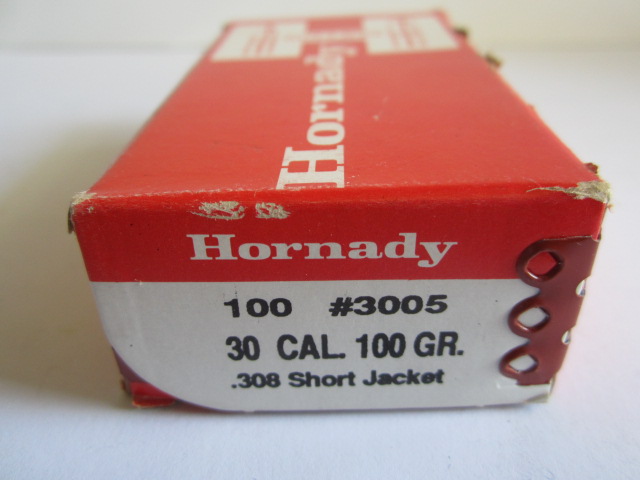 Hornady
Hornady
100 #3005
30 CAL. 100 GR.
.308 Short Jacket